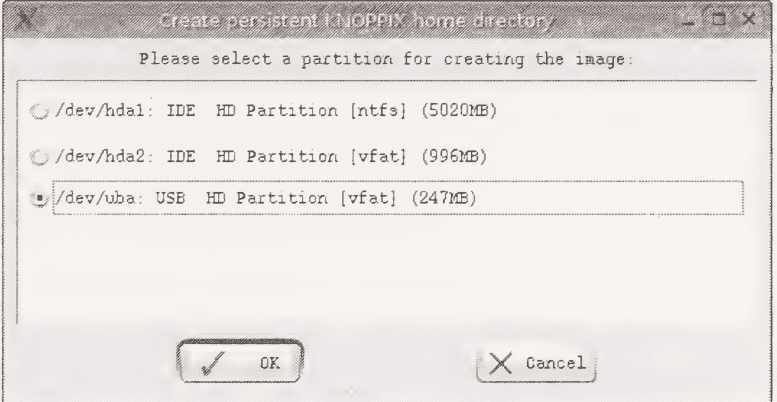 Create persistent KNOPPIX home directory
Please select a partition for creating the image:
/dev/hda1: IDE  HD Partition [ntfs] (5020MB)
/dev/hda2: IDE  HD Partition [vfat] (996MB)
/dev/uba: USB  HD Partition [vfat] (247MB)
OK
Cancel